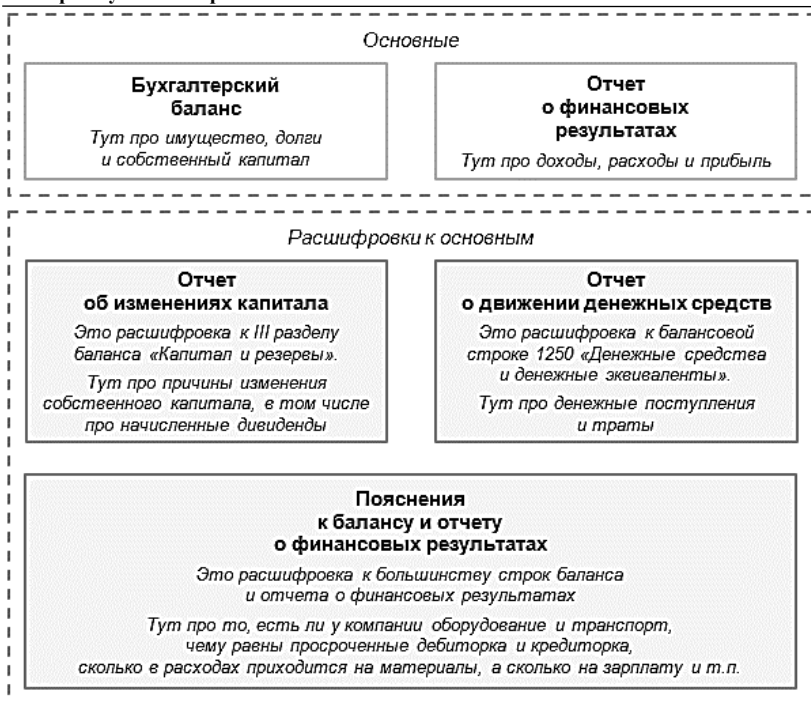 Основные
Бухгалтерский
баланс
Тут про имущество, долги
и собственный капитал
Отчет
о финансовых
результатах
Тут про доходы, расходы и прибыль
Расшифровки к основным
Отчет
об изменениях капитала
Это расшифровка к III разделу
баланса «Капитал и резервы».
Тут про причины изменения
собственного капитала, в том числе
про начисленные дивиденды
Отчет
о движении денежных средств
Это расшифровка к балансовой
строке 1250 «Денежные средства
и денежные эквиваленты».
Тут про денежные поступления
и траты
Пояснения
к балансу и отчету
о финансовых результатах
Это расшифровка к большинству строк баланса
и отчета о финансовых результатах
Тут про то, есть ли у компании оборудование и транспорт,
чему равны просроченные дебиторка и кредиторка,
сколько в расходах приходится на материалы, а сколько на зарплату и т.п.